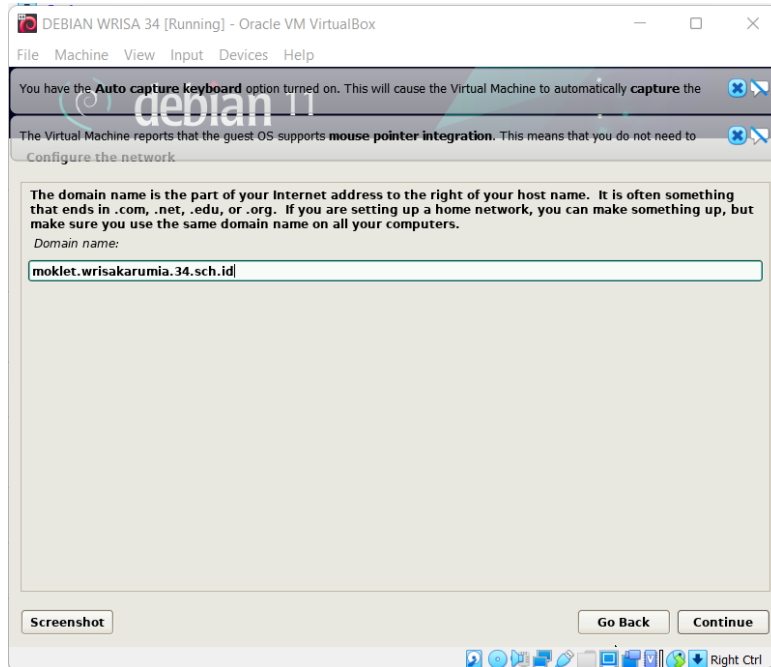 DEBIAN WRISA 34 [Running] - Oracle VM VirtualBox
File Machine View Input Devices Help
You have the Auto capture keyboard option turned on. This will cause the Virtual Machine to automatically capture the
debian 11
The Virtual Machine reports that the guest OS supports mouse pointer integration. This means that you do not need to
Configure the network
The domain name is the part of your Internet address to the right of your host name. It is often something
that ends in .com, .net, .edu, or .org. If you are setting up a home network, you can make something up, but
make sure you use the same domain name on all your computers.
Domain name:
moklet.wrisakarumia.34.sch.id
Screenshot
Go Back
Continue
Right Ctrl